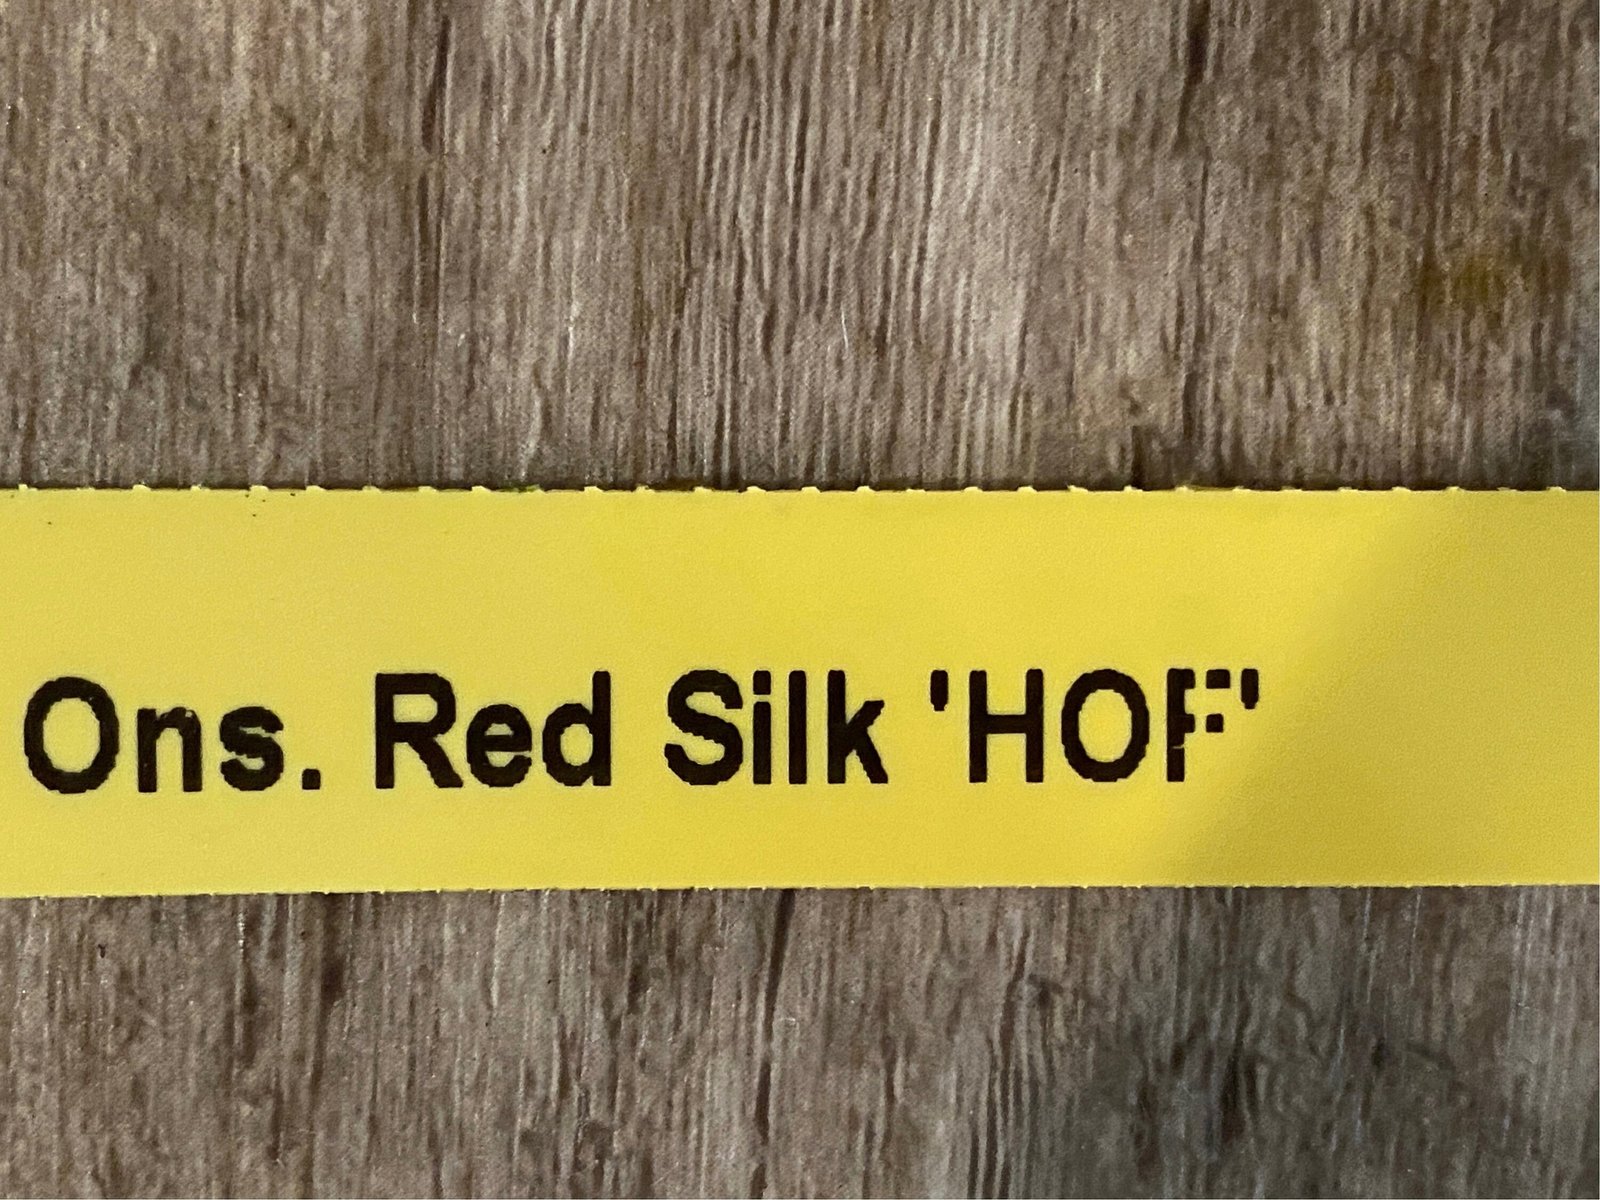 Ons. Red Silk 'HOF'